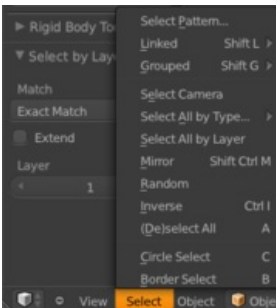 Rigid Body To
Select by Lay
Match
Exact Match
Extend
Layer
1
Select Pattern...
Linked Shift L
Grouped Shift G
Select Camera
Select All by Type...
Select All by Layer
Mirror Shift Ctrl M
Random
Inverse Ctrl I
(De)select All A
Circle Select C
Border Select B
View Select Object Obje